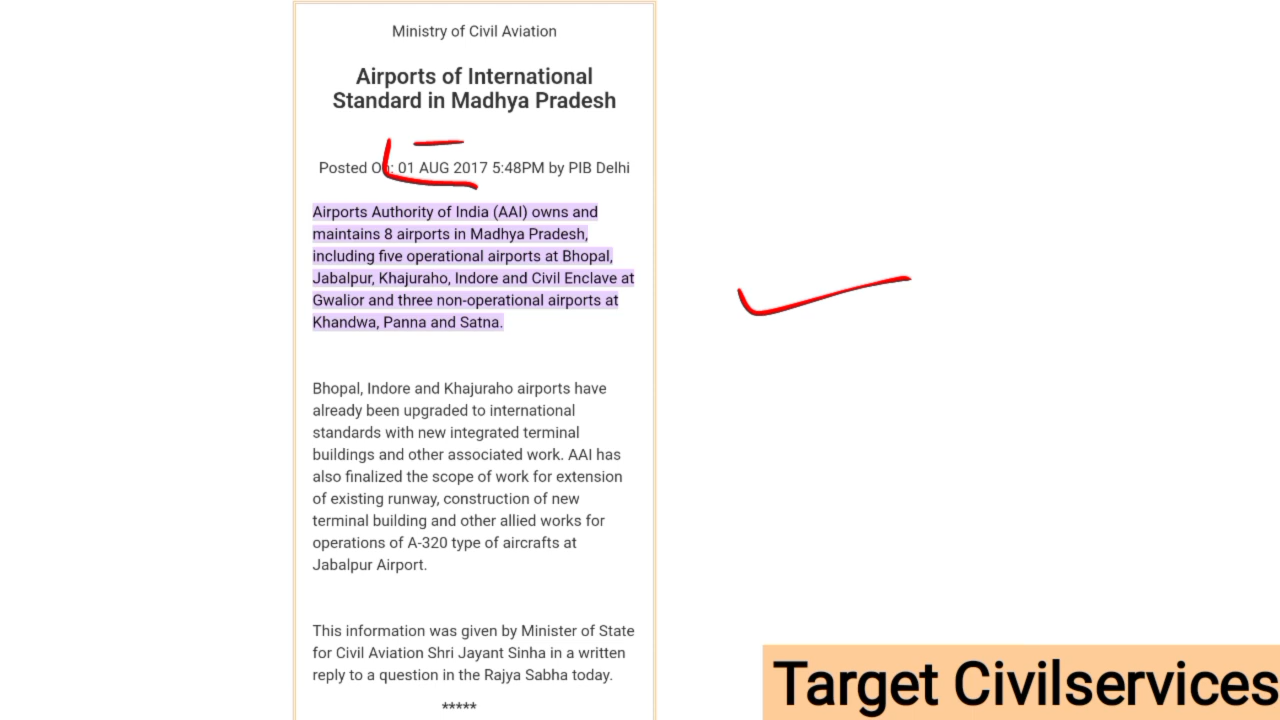 Ministry of Civil Aviation
Airports of International
Standard in Madhya Pradesh
Posted On: 01 AUG 2017 5:48PM by PIB Delhi
Airports Authority of India (AAI) owns and
maintains 8 airports in Madhya Pradesh,
including five operational airports at Bhopal,
Jabalpur, Khajuraho, Indore and Civil Enclave at
Gwalior and three non-operational airports at
Khandwa, Panna and Satna.
Bhopal, Indore and Khajuraho airports have
already been upgraded to international
standards with new integrated terminal
buildings and other associated work. AAI has
also finalized the scope of work for extension
of existing runway, construction of new
terminal building and other allied works for
operations of A-320 type of aircrafts at
Jabalpur Airport.
This information was given by Minister of State
for Civil Aviation Shri Jayant Sinha in a written
reply to a question in the Rajya Sabha today.
*****
Target Civilservices